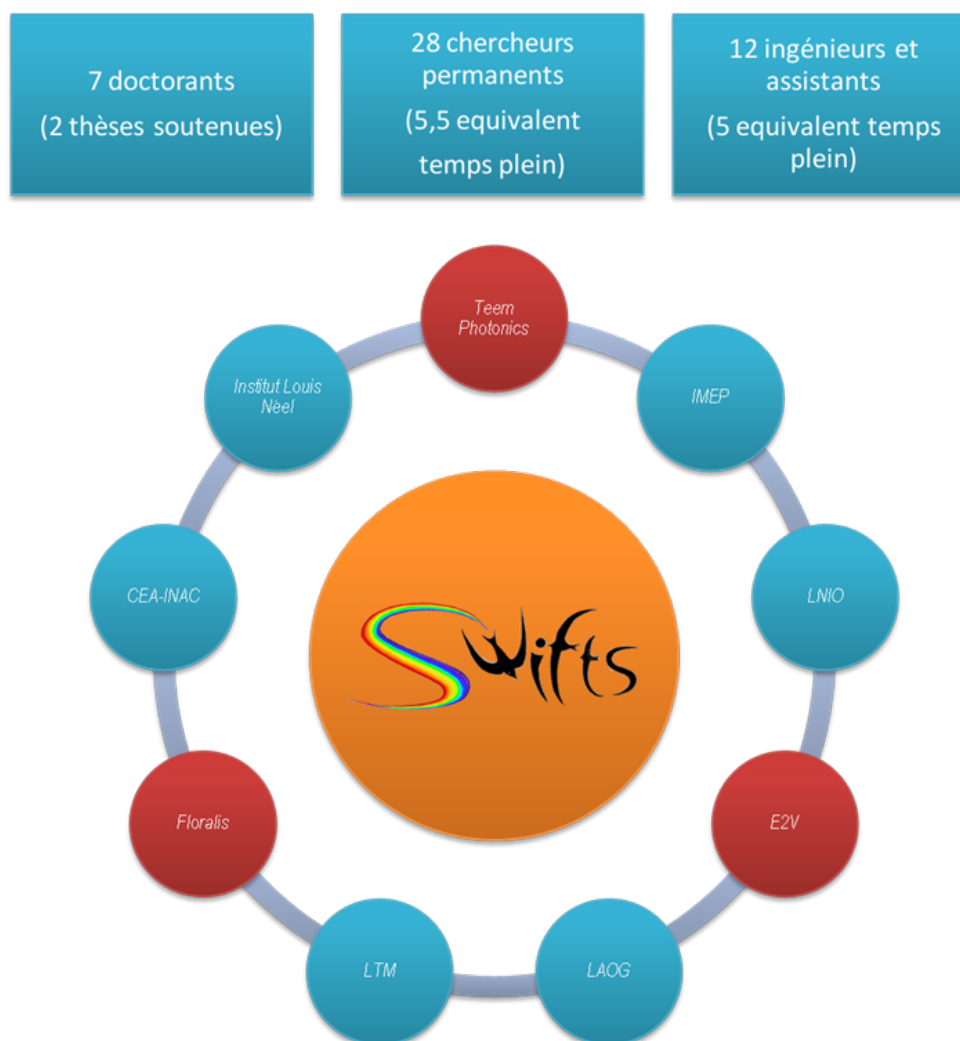 7 doctorants
(2 thèses soutenues)
28 chercheurs
permanents
(5,5 equivalent
temps plein)
12 ingénieurs et
assistants
(5 equivalent temps
plein)
Teem
Photonics
Institut Louis
Néel
IMEP
CEA-INAC
LNIO
Swifts
Floralis
E2V
LTM
LAOG